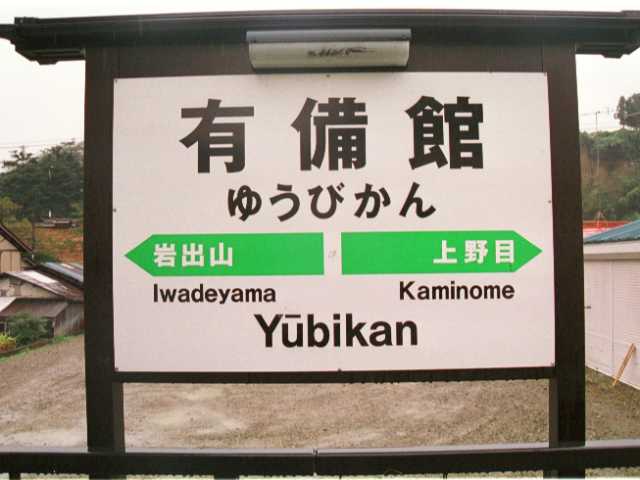 有備館
ゆうびかん
岩出山 上野目
Iwadeyama Kaminome
Yūbikan